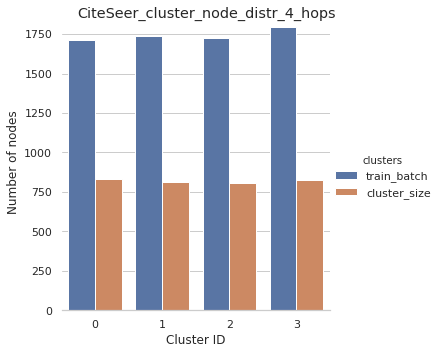 CiteSeer_cluster_node_distr_4_hops
1750
1500
1250
1000
750
500
250
0
Number of nodes
0 1 2 3
Cluster ID
clusters
train_batch
cluster_size